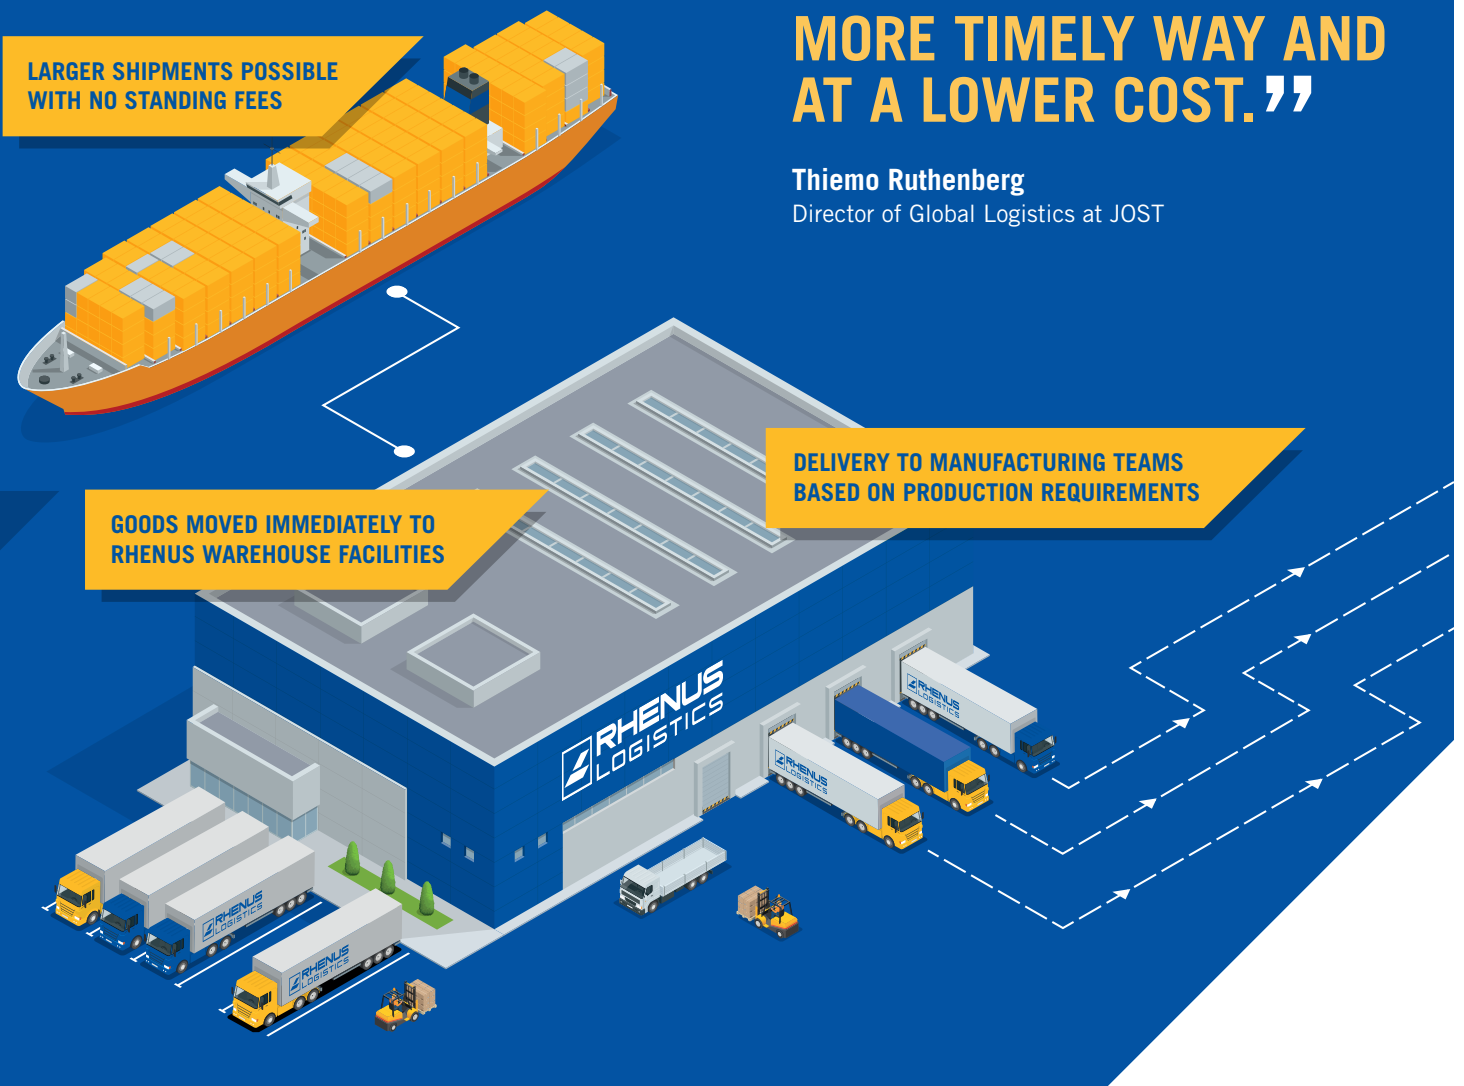 MORE TIMELY WAY AND
AT A LOWER COST.”
Thiemo Ruthenberg
Director of Global Logistics at JOST
LARGER SHIPMENTS POSSIBLE
WITH NO STANDING FEES
GOODS MOVED IMMEDIATELY TO
RHENUS WAREHOUSE FACILITIES
DELIVERY TO MANUFACTURING TEAMS
BASED ON PRODUCTION REQUIREMENTS
RHENUS
LOGISTICS
RHENUS
LOGISTICS
RHENUS
LOGISTICS
RHENUS
LOGISTICS
RHENUS
LOGISTICS